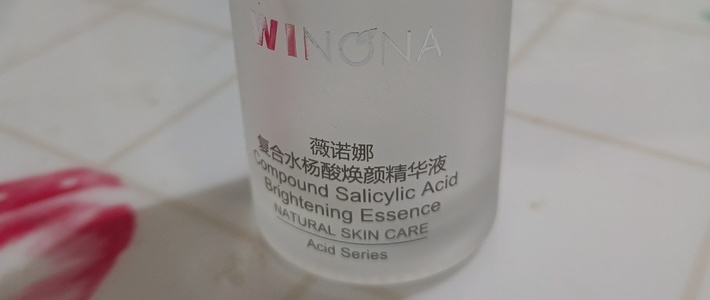 WINONA
薇诺娜
复合水杨酸焕颜精华液
Compound Salicylic Acid
Brightening Essence
NATURAL SKIN CARE
Acid Series